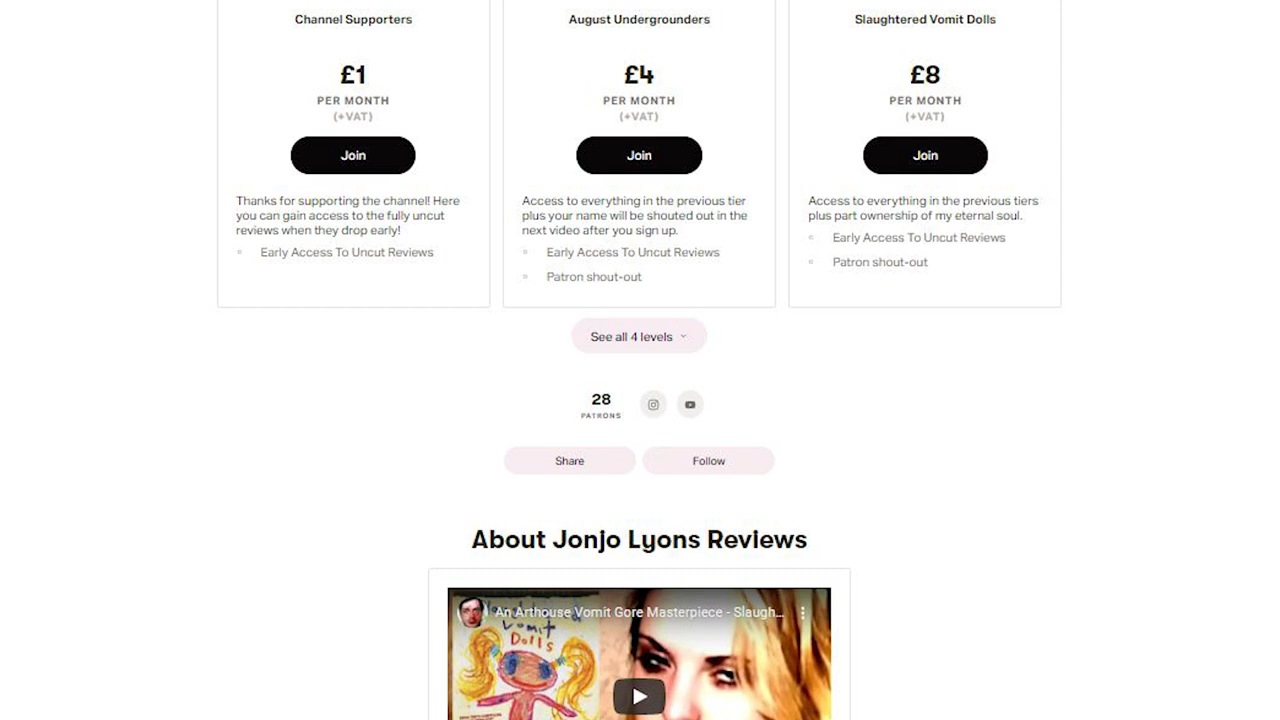 Channel Supporters
£1
PER MONTH
(+VAT)
Join
Thanks for supporting the channel! Here
you can gain access to the fully uncut
reviews when they drop early!
Early Access To Uncut Reviews
August Undergrounders
£4
PER MONTH
(+VAT)
Join
Access to everything in the previous tier
plus your name will be shouted out in the
next video after you sign up.
Early Access To Uncut Reviews
Patron shout-out
Slaughtered Vomit Dolls
£8
PER MONTH
(+VAT)
Join
Access to everything in the previous tiers
plus part ownership of my eternal soul.
Early Access To Uncut Reviews
Patron shout-out
See all 4 levels
28
PATRONS
Share
Follow
About Jonjo Lyons Reviews
An Arthouse Vomit Gore Masterpiece - Slaugh...
Vomit
Dolls